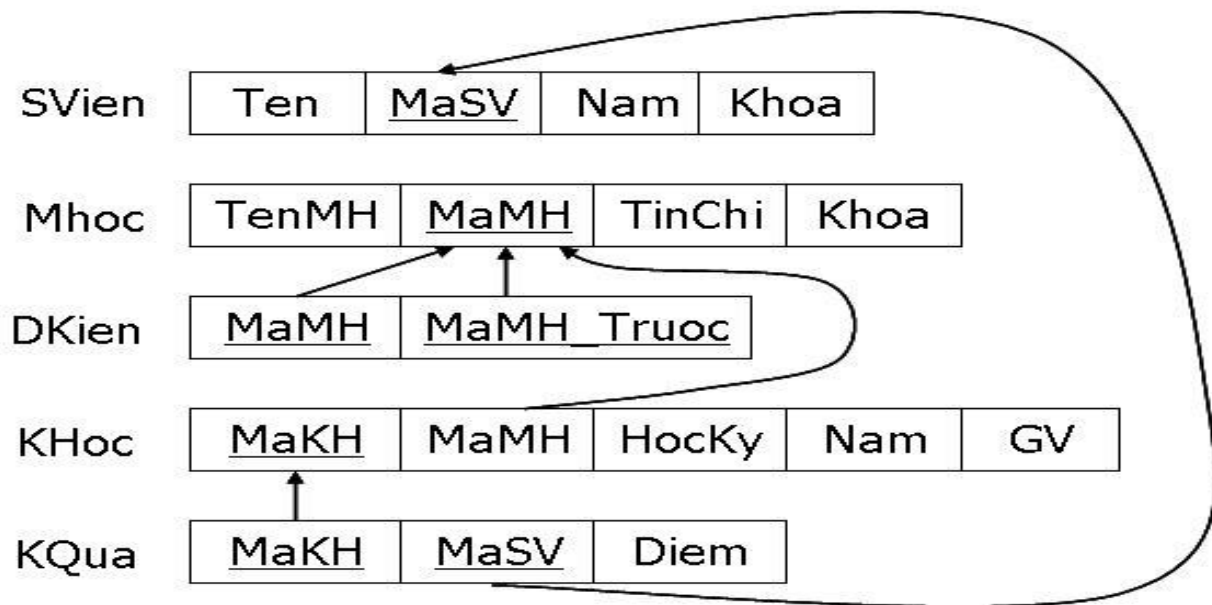 SVien Ten MaSV Nam Khoa
Mhoc TenMH MaMH TinChi Khoa
DKien MaMH MaMH_Truoc
KHoc MaKH MaMH HocKy Nam GV
KQua MaKH MaSV Diem